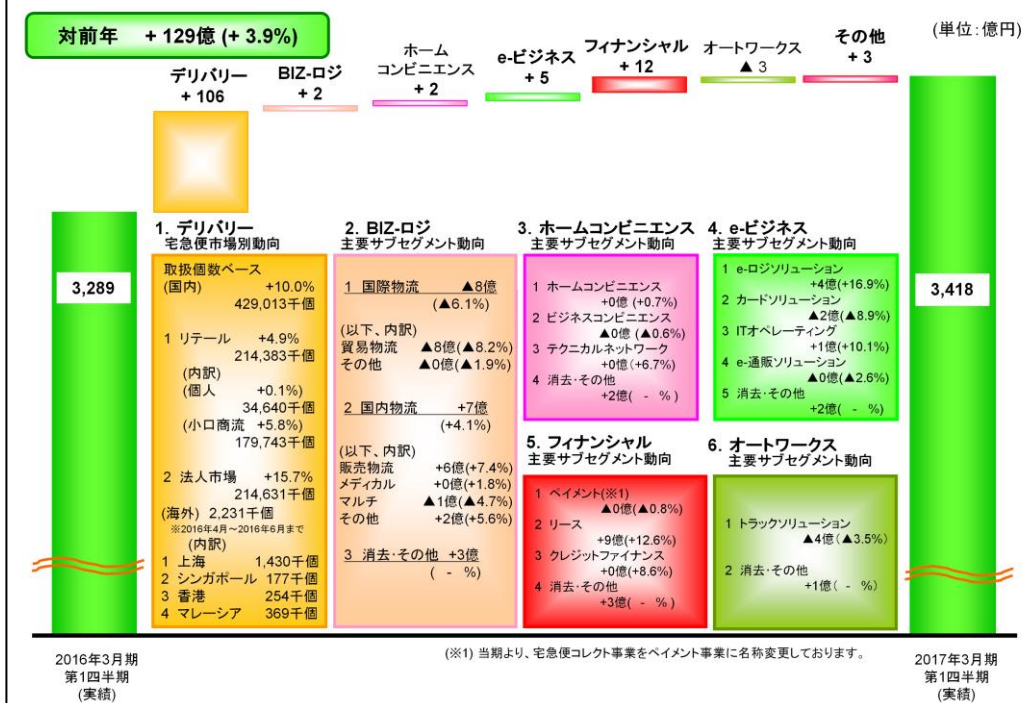 対前年 + 129億 (+ 3.9%)
(単位：億円)
デリバリー
+ 106
BIZ-ロジ
+ 2
ホーム
コンビニエンス
+ 2
e-ビジネス
+ 5
フィナンシャル
+ 12
オートワークス
▲ 3
その他
+ 3
3,289
1. デリバリー
宅急便市場別動向
取扱個数ベース
(国内) +10.0%
429,013千個
1 リテール +4.9%
214,383千個
(内訳)
(個人 +0.1%)
34,640千個
(小口商流 +5.8%)
179,743千個
2 法人市場 +15.7%
214,631千個
(海外) 2,231千個
※2016年4月～2016年6月まで
(内訳)
1 上海 1,430千個
2 シンガポール 177千個
3 香港 254千個
4 マレーシア 369千個
2. BIZ-ロジ
主要サブセグメント動向
1 国際物流 ▲8億
(▲6.1%)
(以下、内訳)
貿易物流 ▲8億(▲8.2%)
その他 ▲0億(▲1.9%)
2 国内物流 +7億
(+4.1%)
(以下、内訳)
販売物流 +6億(+7.4%)
メディカル +0億(+1.8%)
マルチ ▲1億(▲4.7%)
その他 +2億(+5.6%)
3 消去・その他 +3億
( - %)
3. ホームコンビニエンス
主要サブセグメント動向
1 ホームコンビニエンス
+0億 (+0.7%)
2 ビジネスコンビニエンス
▲0億 (▲0.6%)
3 テクニカルネットワーク
+0億(+6.7%)
4 消去・その他
+2億( - %)
4. e-ビジネス
主要サブセグメント動向
1 e-ロジソリューション
+4億(+16.9%)
2 カードソリューション
▲2億(▲8.9%)
3 ITオペレーティング
+1億(+10.1%)
4 e-通販ソリューション
▲0億(▲2.6%)
5 消去・その他
+2億( - %)
5. フィナンシャル
主要サブセグメント動向
1 ペイメント(※1)
▲0億(▲0.8%)
2 リース
+9億(+12.6%)
3 クレジットファイナンス
+0億(+8.6%)
4 消去・その他
+3億( - %)
6. オートワークス
主要サブセグメント動向
1 トラックソリューション
▲4億(▲3.5%)
2 消去・その他
+1億( - %)
3,418
2016年3月期
第1四半期
(実績)
(※1) 当期より、宅急便コレクト事業をペイメント事業に名称変更しております。
2017年3月期
第1四半期
(実績)